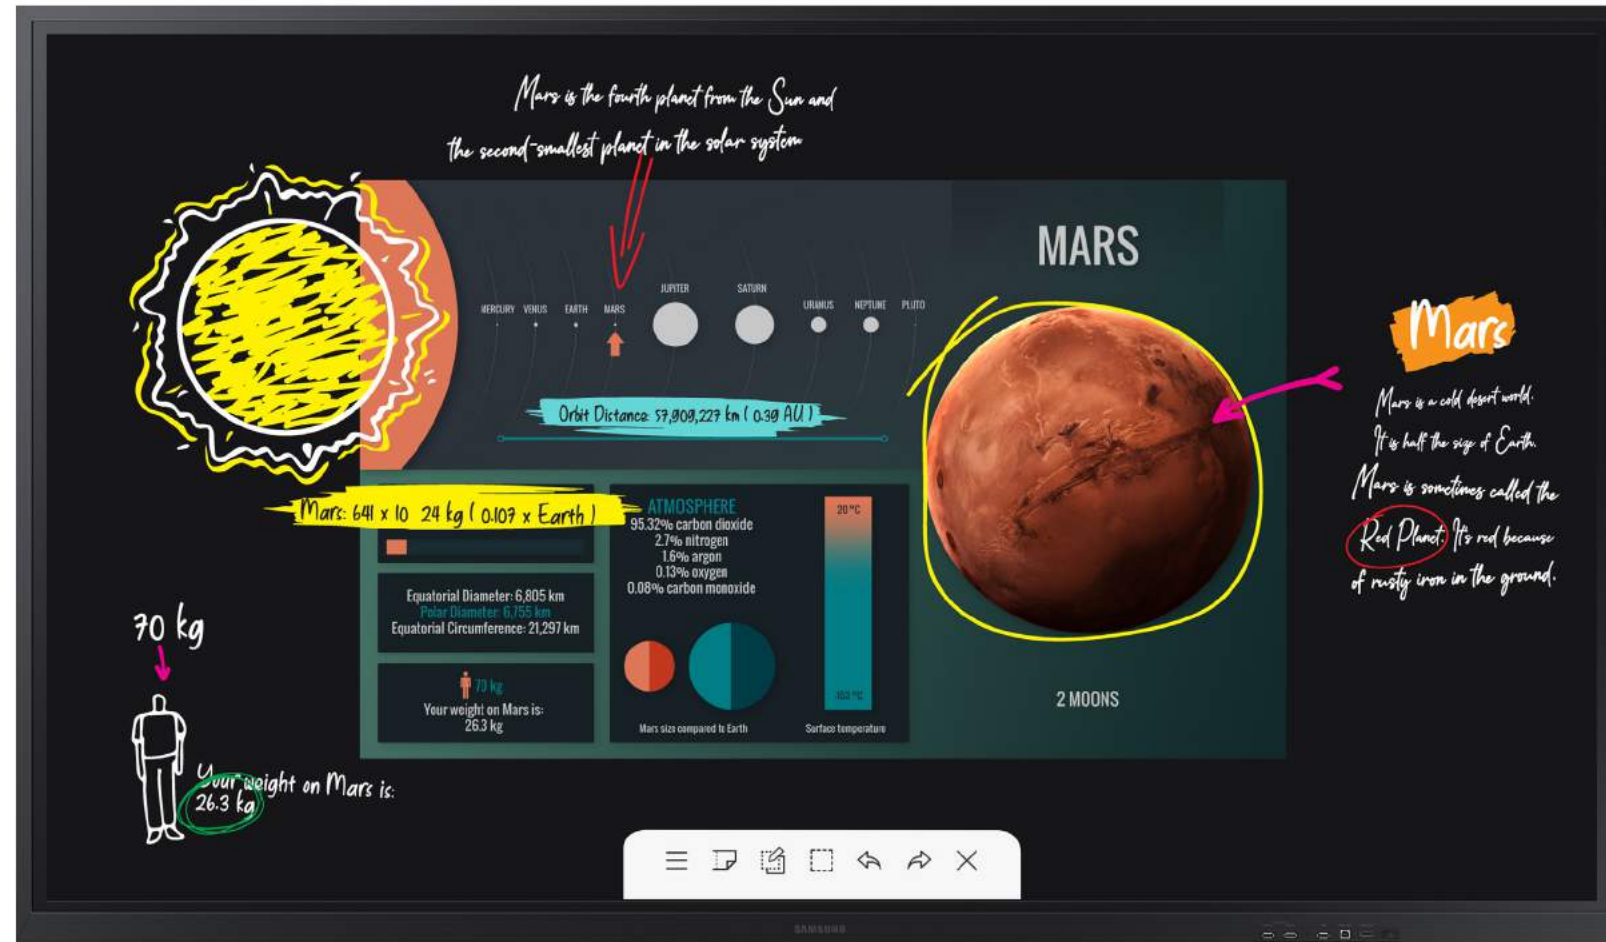 Mars is the fourth planet from the Sun and
the second-smallest planet in the solar system
MARS
MERCURY VENUS EARTH MARS JUPITER SATURN URANUS NEPTUNE PLUTO
Orbit Distance: 57,909,227 km ( 0.39 AU )
Mars
Mars is a cold desert world.
It is half the size of Earth.
Mars is sometimes called the
Red Planet. It's red because
of rusty iron in the ground.
Mars: 641 x 10 24 kg ( 0.107 x Earth )
Equatorial Diameter: 6,805 km
Polar Diameter: 6,755 km
Equatorial Circumference: 21,297 km
70 kg
Your weight on Mars is:
26.3 kg
ATMOSPHERE
95.32% carbon dioxide
2.7% nitrogen
1.6% argon
0.13% oxygen
0.08% carbon monoxide
Mars size compared to Earth
20 °C
-153 °C
Surface temperature
2 MOONS
70 kg
Your weight on Mars is:
26.3 kg
SAMSUNG